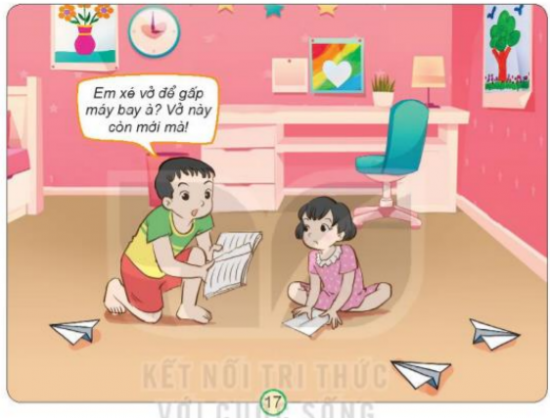 Em xé vở để gấp
máy bay à? Vở này
còn mới mà!
KẾT NỐI TRI THỨC
17
VỚI CUỘC SỐNG